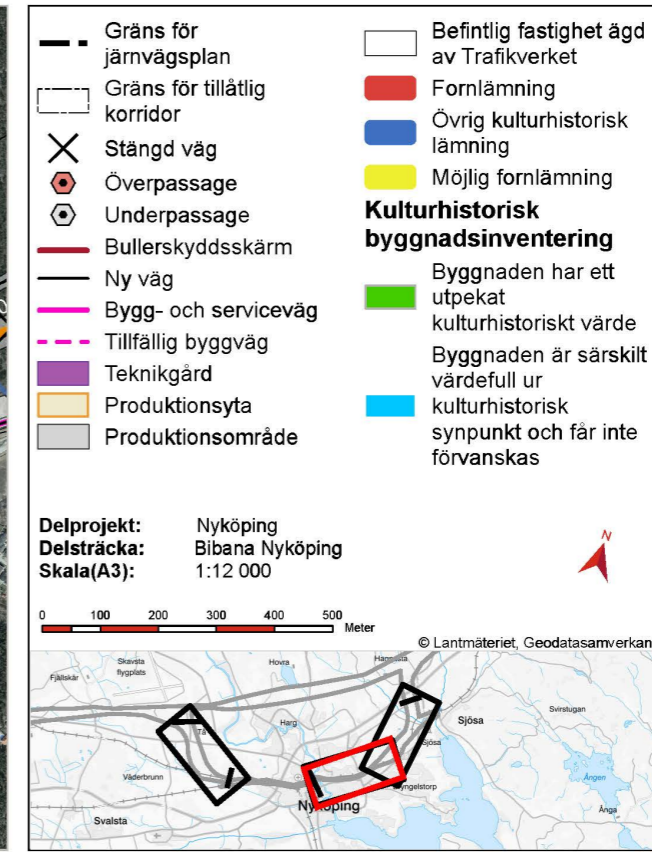 Gräns för
järnvägsplan
Gräns för tillåtlig
korridor
Stängd väg
Överpassage
Underpassage
Bullerskyddsskärm
Ny väg
Bygg- och serviceväg
Tillfällig byggväg
Teknikgård
Produktionsyta
Produktionsområde
Befintlig fastighet ägd
av Trafikverket
Fornlämning
Övrig kulturhistorisk
lämning
Möjlig fornlämning
Kulturhistorisk
byggnadsinventering
Byggnaden har ett
utpekat
kulturhistoriskt värde
Byggnaden är särskilt
värdefull ur
kulturhistorisk
synpunkt och får inte
förvanskas
Delprojekt: Nyköping
Delsträcka: Bibana Nyköping
Skala(A3): 1:12 000
N
0 100 200 300 400 500
Meter
© Lantmäteriet, Geodatasamverkan
Skavsta
flygplats
Hovra
Fjällskär
Svirstugan
Sjösa
Harg
Tå
Sjösa
Väderbrunn
Ången
Nyköping
Ånga
Svalsta